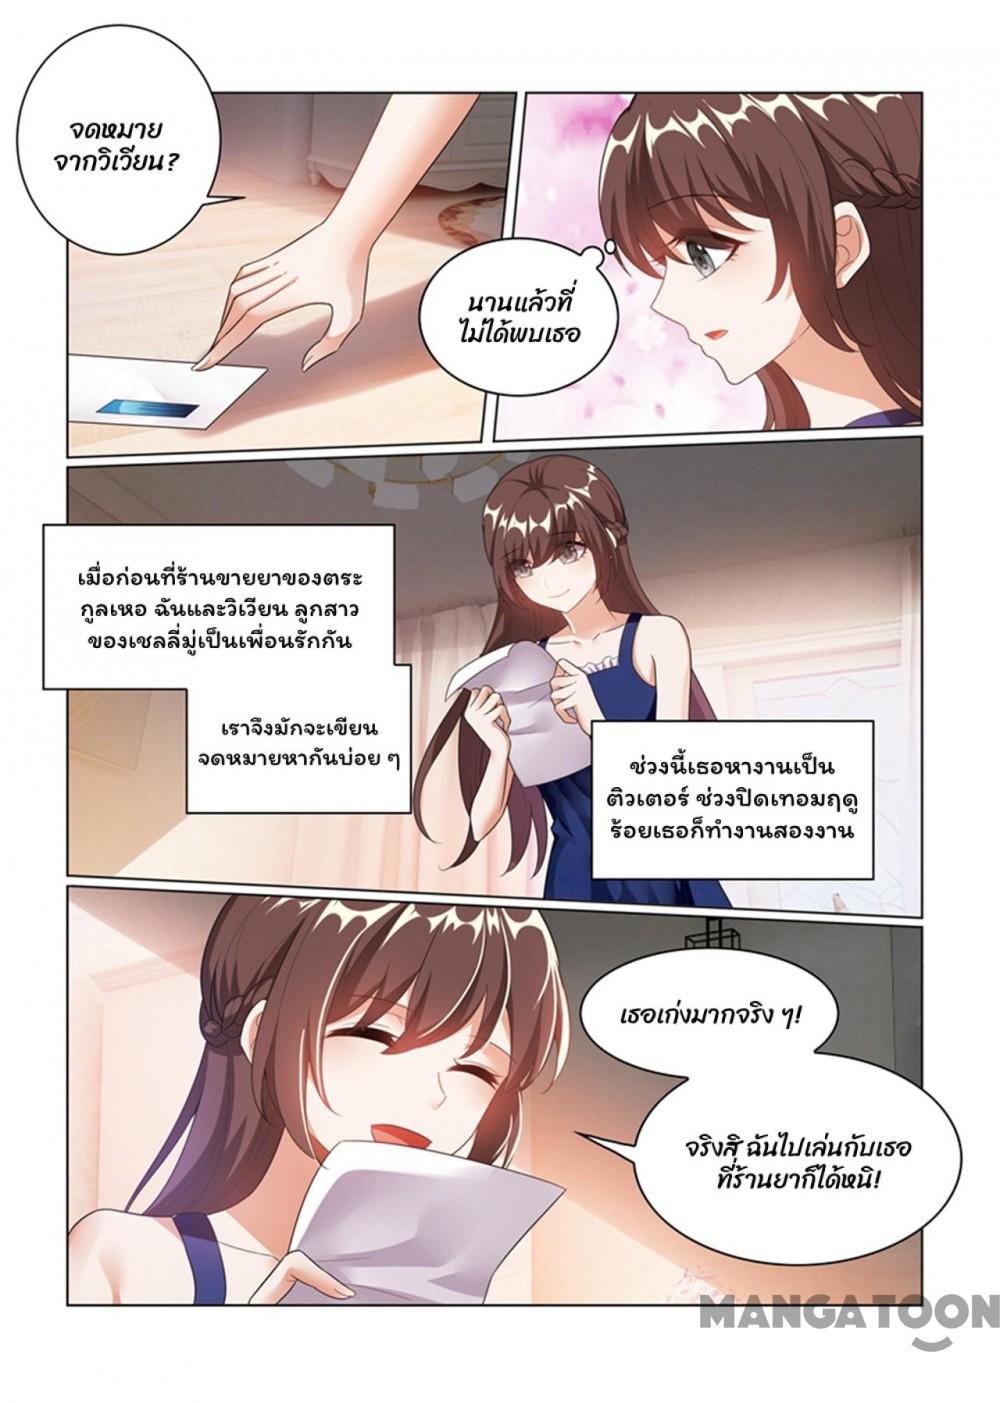 จดหมาย
จากวิเวียน?
นานแล้วที่
ไม่ได้พบเธอ
เมื่อก่อนที่ร้านขายยาของตระ
กูลเหอ ฉันและวิเวียน ลูกสาว
ของเชลลี่มู่เป็นเพื่อนรักกัน
เราจึงมักจะเขียน
จดหมายหากันบ่อย ๆ
ช่วงนี้เธอหางานเป็น
ติวเตอร์ ช่วงปิดเทอมฤดู
ร้อยเธอก็ทำงานสองงาน
เธอเก่งมากจริง ๆ!
จริงสิ ฉันไปเล่นกับเธอ
ที่ร้านยาก็ได้หนิ!
MANGATOON